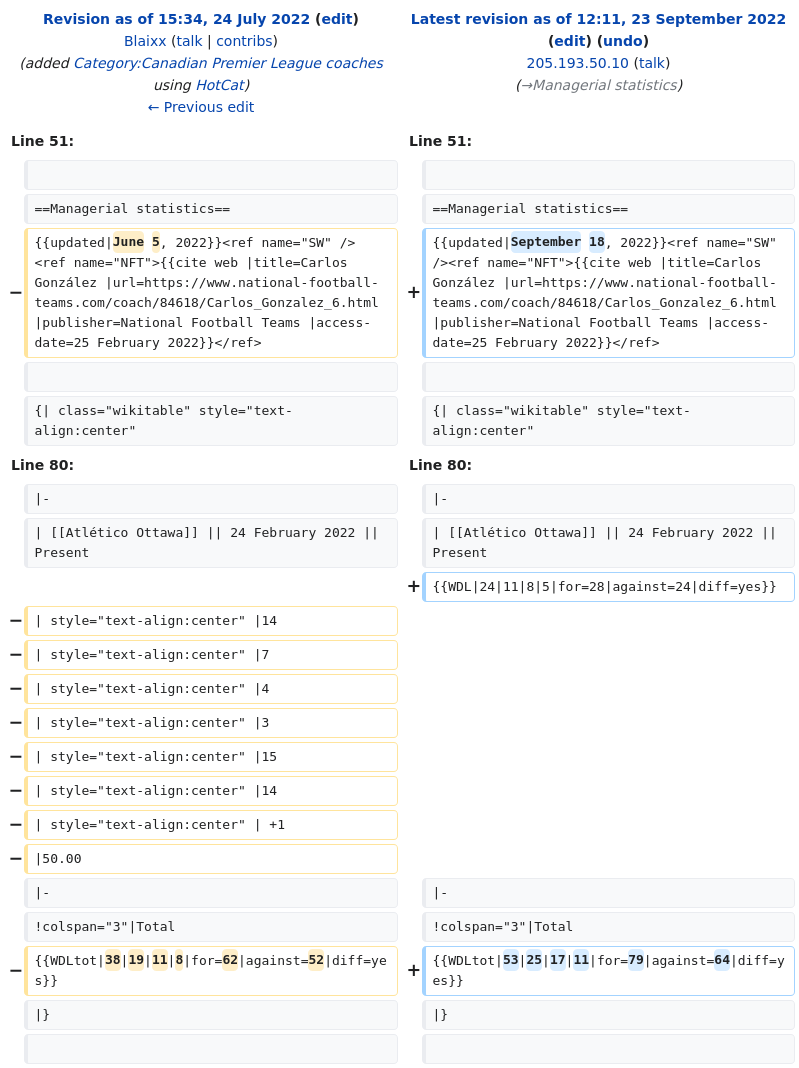 Revision as of 15:34, 24 July 2022 (edit)
Blaixx (talk | contribs)
(added Category:Canadian Premier League coaches
using HotCat)
← Previous edit
Latest revision as of 12:11, 23 September 2022
(edit) (undo)
205.193.50.10 (talk)
(→Managerial statistics)
Line 51:
Line 51:
==Managerial statistics==
==Managerial statistics==
− {{updated|June 5, 2022}}<ref name="SW" />
<ref name="NFT">{{cite web |title=Carlos
González |url=https://www.national-football-
teams.com/coach/84618/Carlos_Gonzalez_6.html
|publisher=National Football Teams |access-
date=25 February 2022}}</ref>
+ {{updated|September 18, 2022}}<ref name="SW"
/><ref name="NFT">{{cite web |title=Carlos
González |url=https://www.national-football-
teams.com/coach/84618/Carlos_Gonzalez_6.html
|publisher=National Football Teams |access-
date=25 February 2022}}</ref>
{| class="wikitable" style="text-
align:center"
{| class="wikitable" style="text-
align:center"
Line 80:
Line 80:
|-
|-
| [[Atlético Ottawa]] || 24 February 2022 ||
Present
| [[Atlético Ottawa]] || 24 February 2022 ||
Present
+ {{WDL|24|11|8|5|for=28|against=24|diff=yes}}
− | style="text-align:center" |14
− | style="text-align:center" |7
− | style="text-align:center" |4
− | style="text-align:center" |3
− | style="text-align:center" |15
− | style="text-align:center" |14
− | style="text-align:center" | +1
− |50.00
|-
|-
!colspan="3"|Total
!colspan="3"|Total
− {{WDLtot|38|19|11|8|for=62|against=52|diff=ye
s}}
+ {{WDLtot|53|25|17|11|for=79|against=64|diff=y
es}}
|}
|}